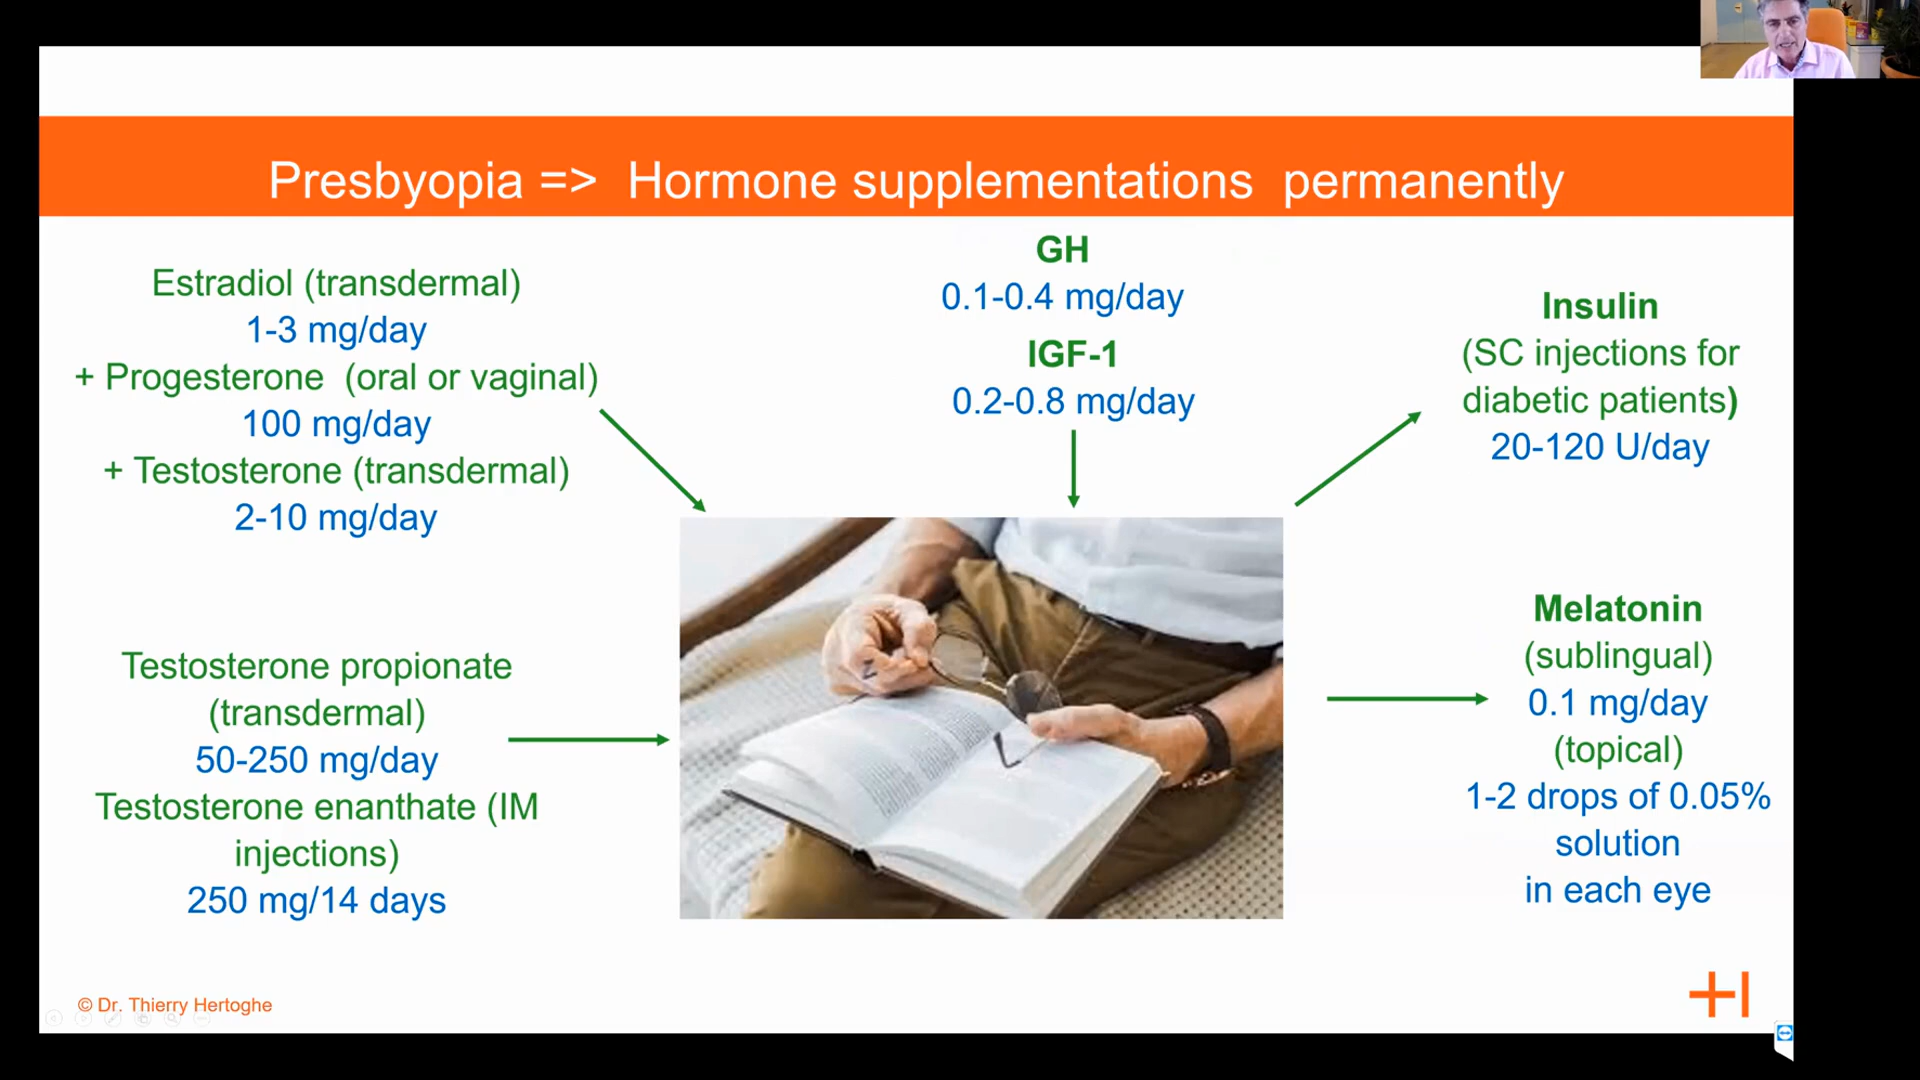 Presbyopia => Hormone supplementations permanently
Estradiol (transdermal)
1-3 mg/day
+ Progesterone (oral or vaginal)
100 mg/day
+ Testosterone (transdermal)
2-10 mg/day
Testosterone propionate
(transdermal)
50-250 mg/day
Testosterone enanthate (IM
injections)
250 mg/14 days
GH
0.1-0.4 mg/day
IGF-1
0.2-0.8 mg/day
Insulin
(SC injections for
diabetic patients)
20-120 U/day
Melatonin
(sublingual)
0.1 mg/day
(topical)
1-2 drops of 0.05%
solution
in each eye
© Dr. Thierry Hertoghe